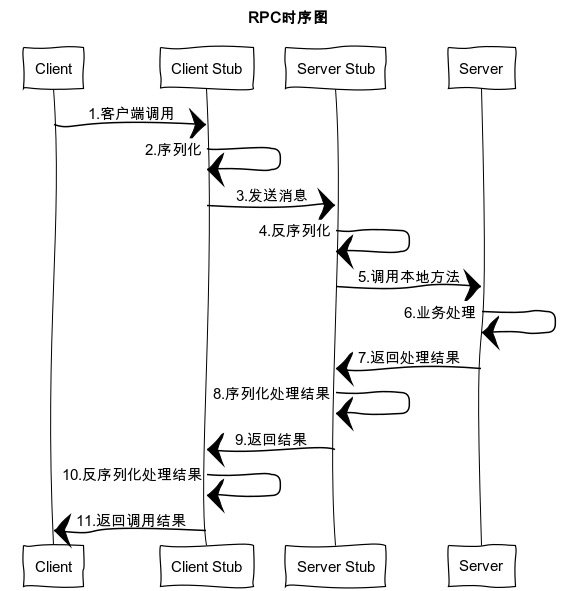 RPC时序图
Client
Client Stub
Server Stub
Server
1.客户端调用
2.序列化
3.发送消息
4.反序列化
5.调用本地方法
6.业务处理
7.返回处理结果
8.序列化处理结果
9.返回结果
10.反序列化处理结果
11.返回调用结果
Client
Client Stub
Server Stub
Server